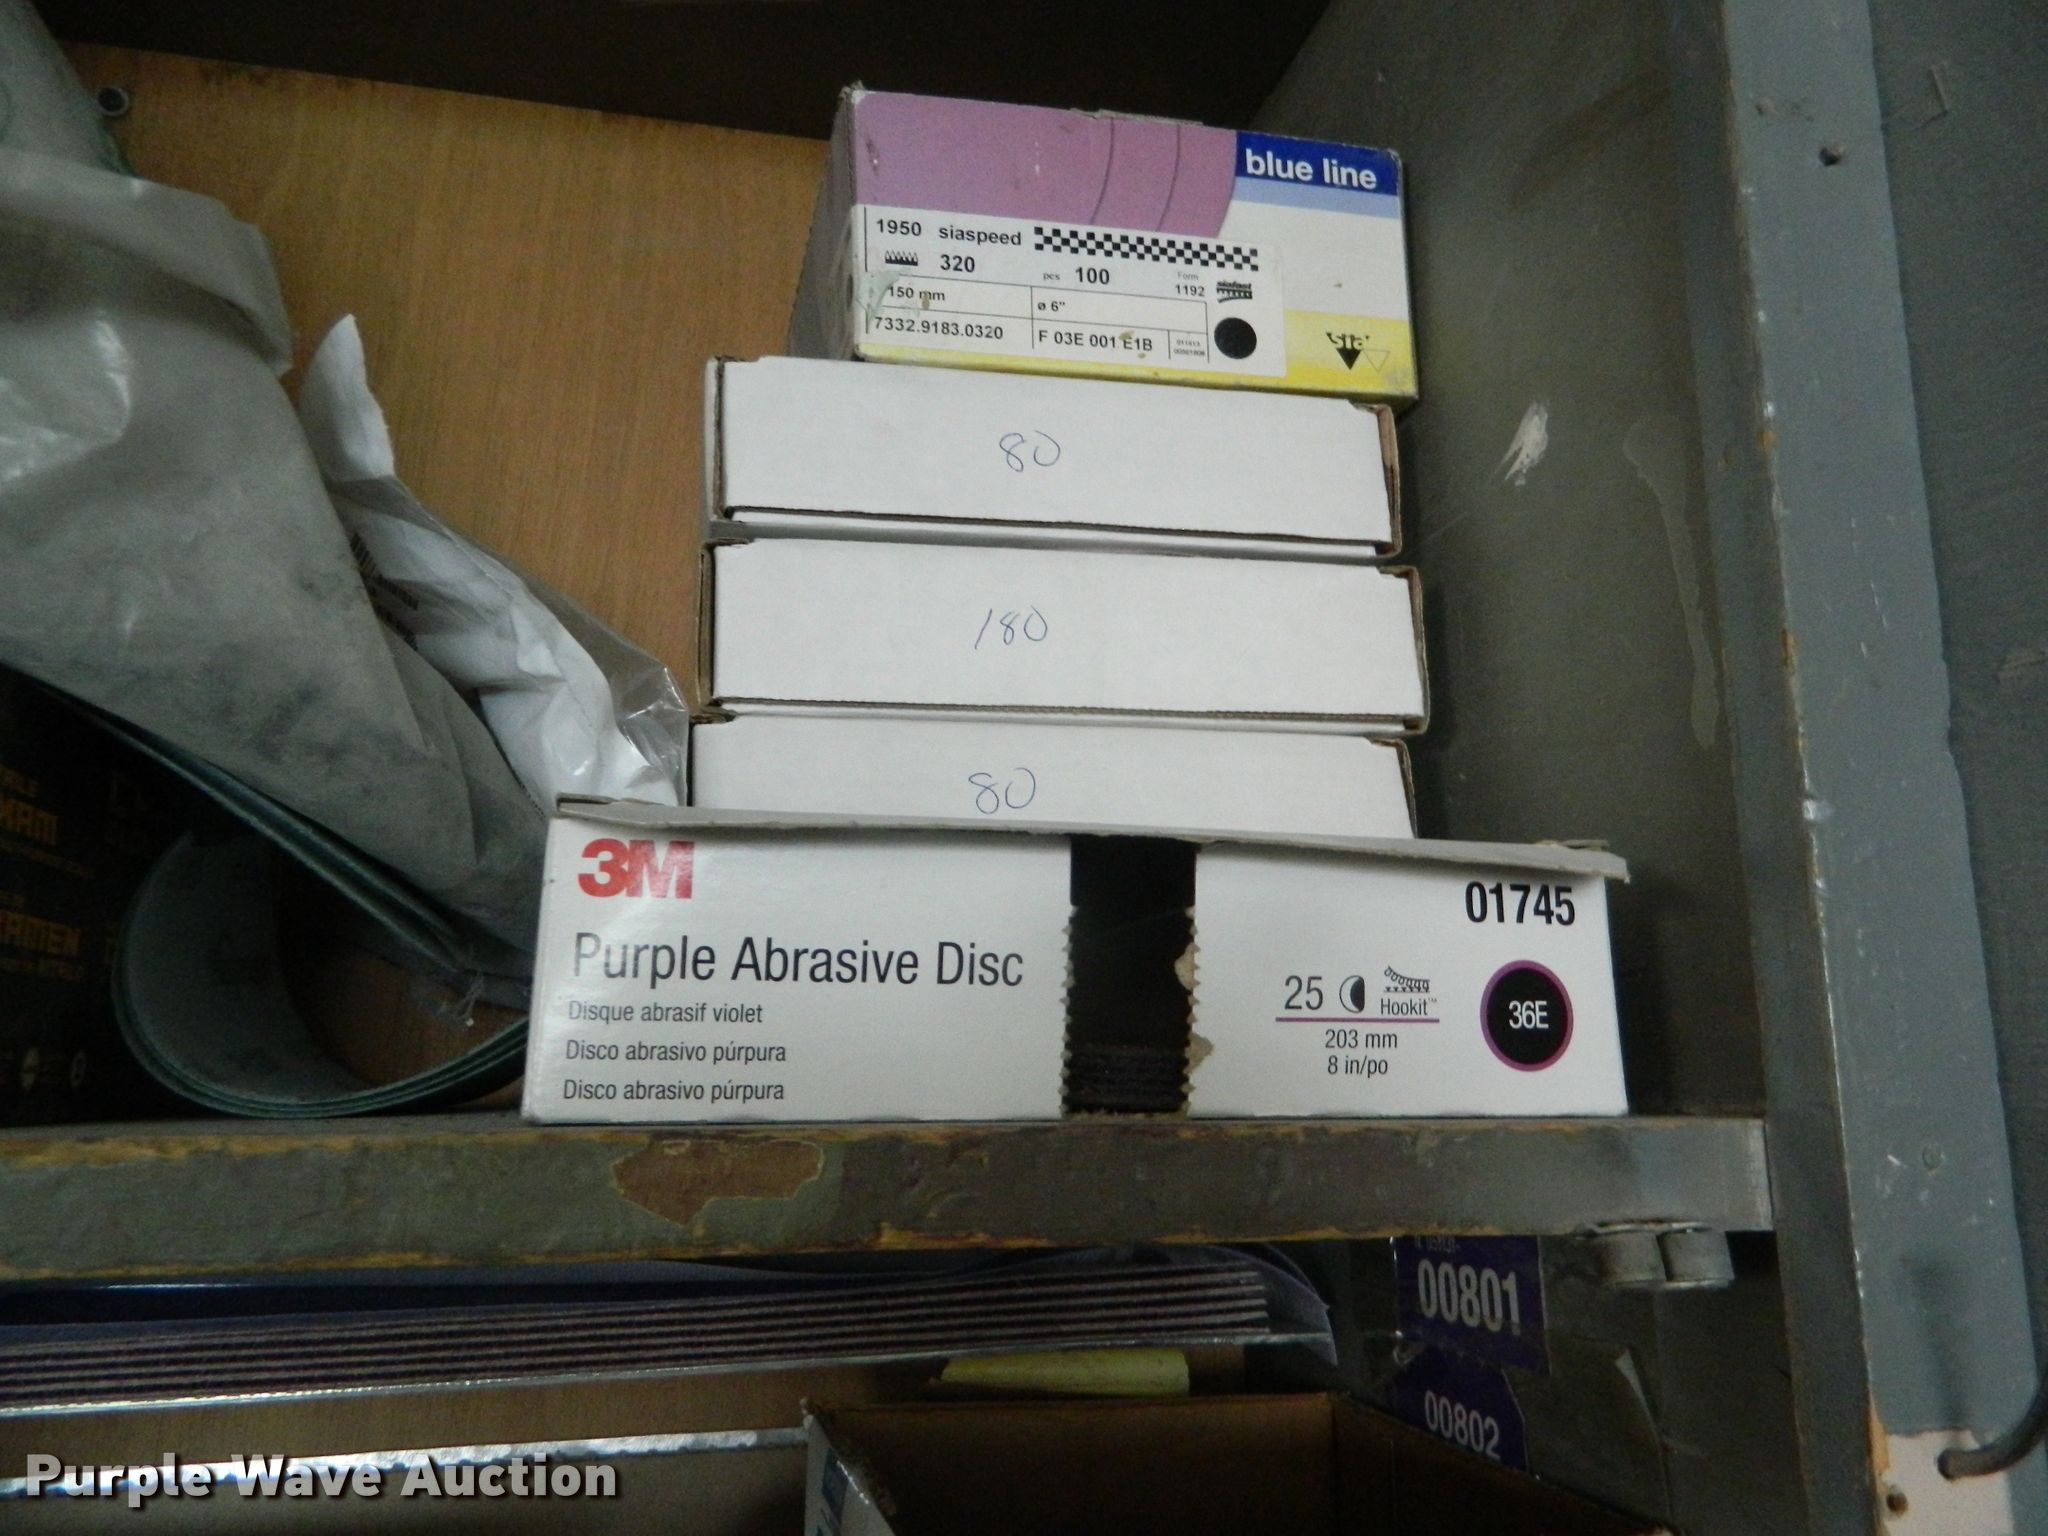 blue line
1950 siaspeed
320 pcs 100 Form 1192
150 mm ø 6"
7332.9183.0320 F 03E 001 E1B
sia
80
180
80
3M
01745
Purple Abrasive Disc
Disque abrasif violet
Disco abrasivo púrpura
Disco abrasivo púrpura
25 Hookit™
203 mm
8 in/po
36E
00801
00802
Purple Wave Auction